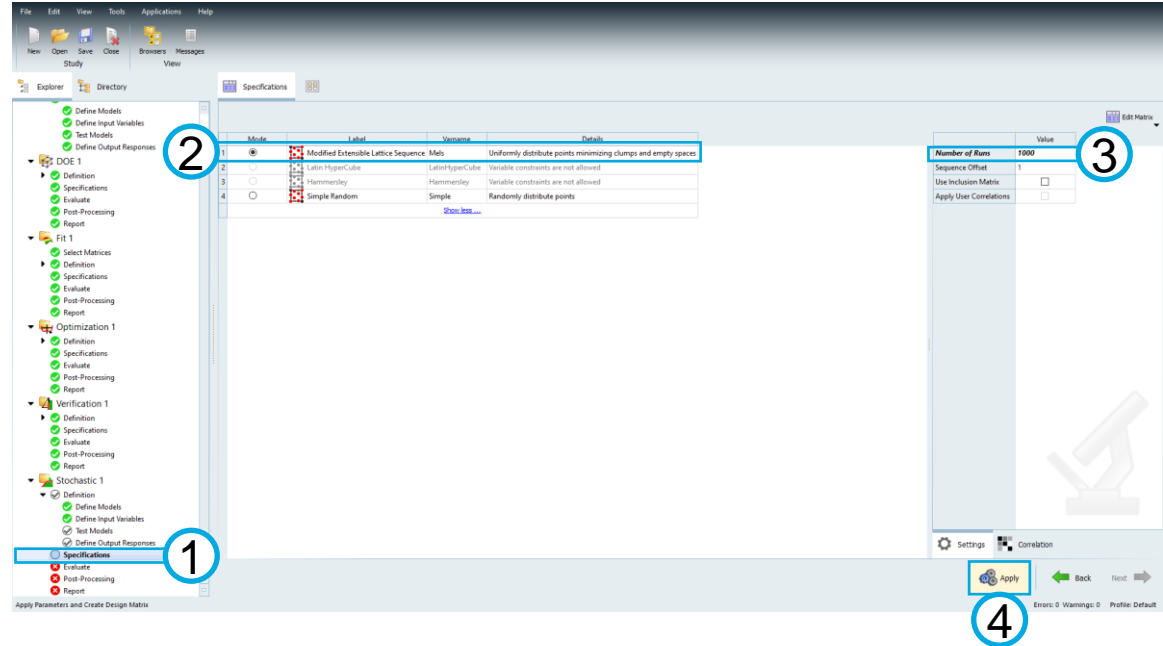 File Edit View Tools Applications Help
New Open Save Close Browsers Messages
Study View
Explorer Directory
Specifications
Define Models
Define Input Variables
Test Models
Define Output Responses
DOE 1
Definition
Specifications
Evaluate
Post-Processing
Report
Fit 1
Select Matrices
Definition
Specifications
Evaluate
Post-Processing
Report
Optimization 1
Definition
Specifications
Evaluate
Post-Processing
Report
Verification 1
Definition
Specifications
Evaluate
Post-Processing
Report
Stochastic 1
Definition
Define Models
Define Input Variables
Test Models
Define Output Responses
Specifications
1
Evaluate
Post-Processing
Report
2
Mode Label Varname Details
1 Modified Extensible Lattice Sequence Mels Uniformly distribute points minimizing clumps and empty spaces
2 Latin HyperCube LatinHyperCube Variable constraints are not allowed
3 Hammersley Hammersley Variable constraints are not allowed
4 Simple Random Simple Randomly distribute points
Show less ...
Edit Matrix
Value
Number of Runs 1000
3
Sequence Offset 1
Use Inclusion Matrix
Apply User Correlations
Settings Correlation
Apply Back Next
4
Apply Parameters and Create Design Matrix
Errors: 0 Warnings: 0 Profile: Default